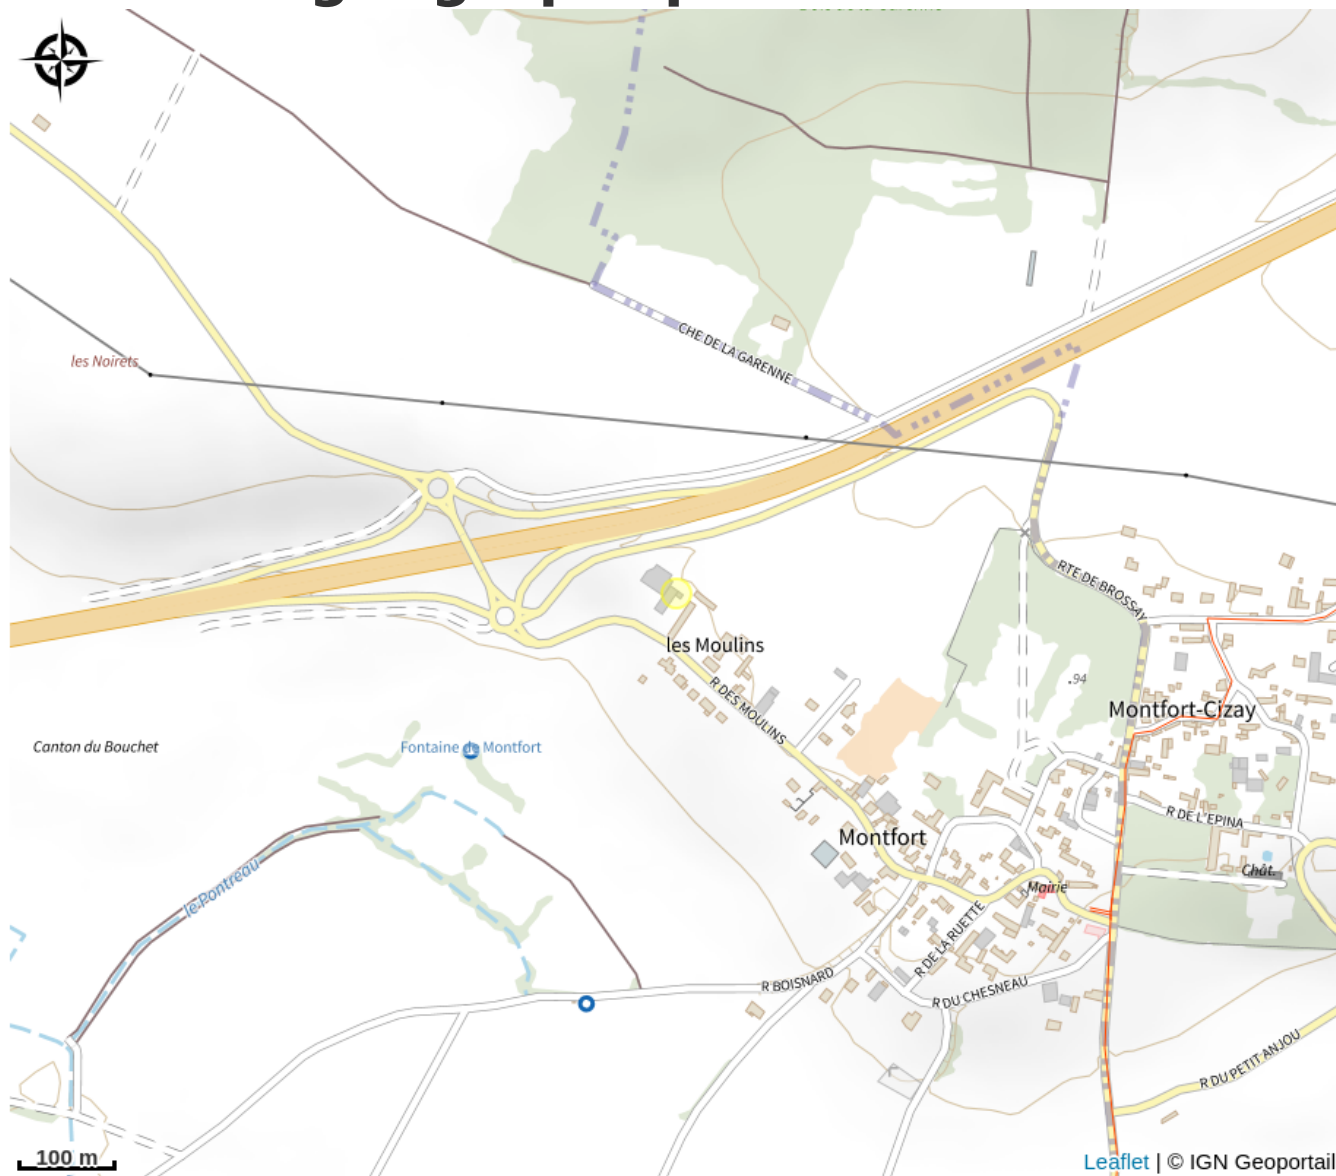 les Noirets
CHE DE LA GARENNE
RTE DE BROSSAY
les Moulins
R DES MOULINS
.94
Montfort-Cizay
Canton du Bouchet
Fontaine de Montfort
R DE L'EPINA
Montfort
le Pontreau
Chât.
Mairie
R DE LA RUETTE
R BOISNARD
R DU CHESNEAU
R DU PETIT ANJOU
100 m
Leaflet | © IGN Geoportail